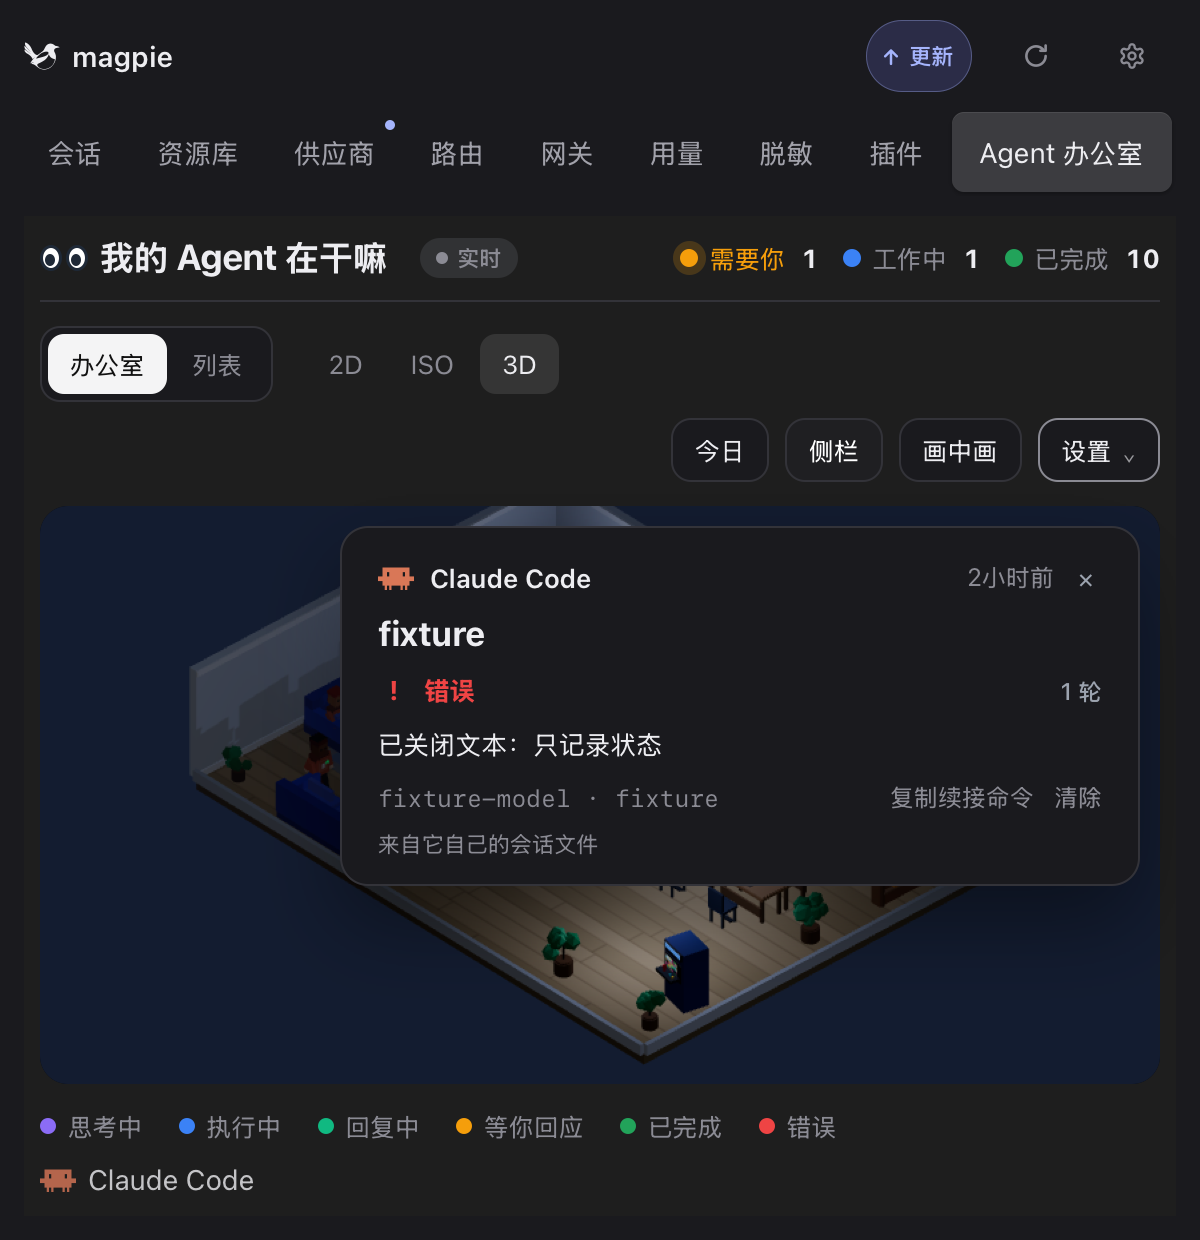 magpie
↑ 更新
会话 资源库 供应商 路由 网关 用量 脱敏 插件 Agent 办公室
我的 Agent 在干嘛 实时 需要你 1 工作中 1 已完成 10
办公室 列表 2D ISO 3D
今日 侧栏 画中画 设置
Claude Code 2小时前 ×
fixture
! 错误 1 轮
已关闭文本：只记录状态
fixture-model · fixture 复制续接命令 清除
来自它自己的会话文件
思考中 执行中 回复中 等你回应 已完成 错误
Claude Code